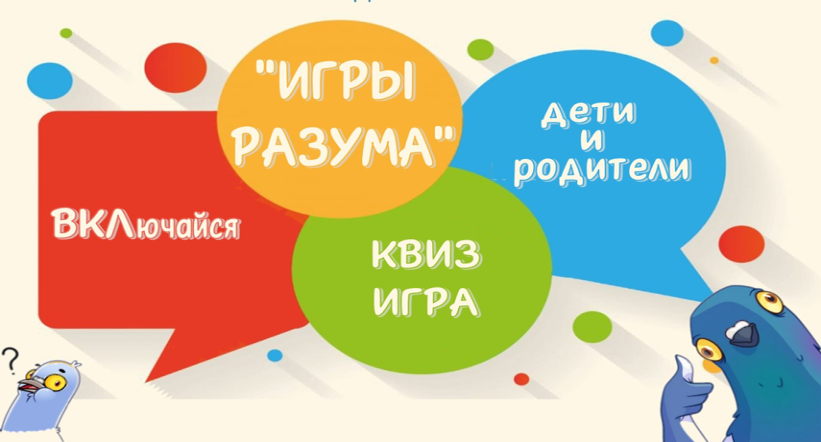 "ИГРЫ
РАЗУМА"
дети
и
родители
ВКЛючайся
КВИЗ
ИГРА
?